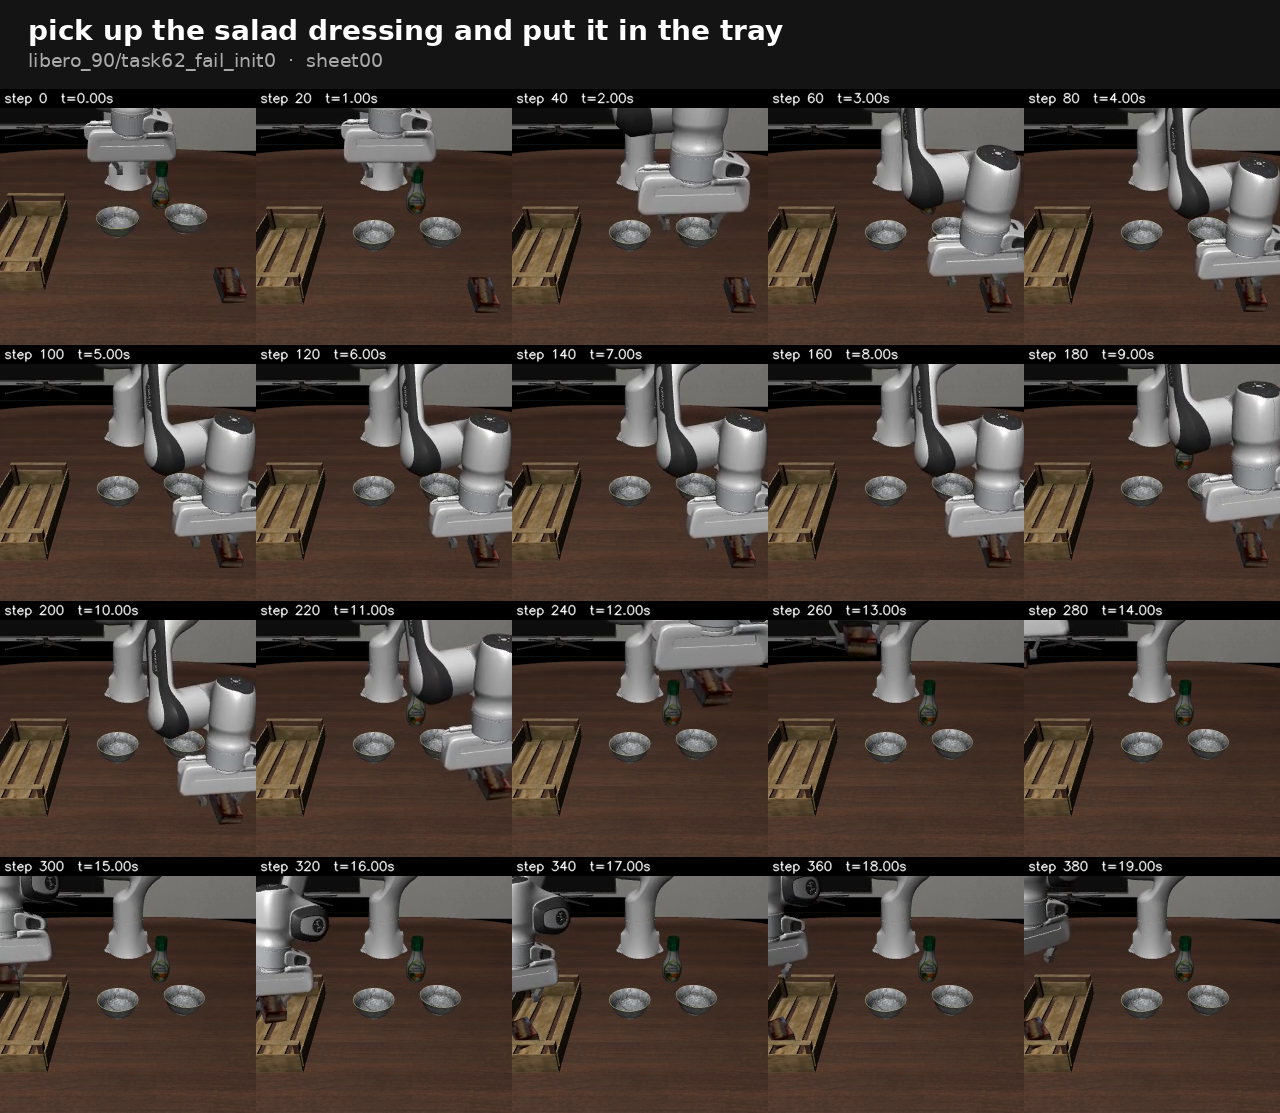 pick up the salad dressing and put it in the tray
libero_90/task62_fail_init0 · sheet00
step 0 t=0.00s
step 20 t=1.00s
step 40 t=2.00s
step 60 t=3.00s
step 80 t=4.00s
step 100 t=5.00s
step 120 t=6.00s
step 140 t=7.00s
step 160 t=8.00s
step 180 t=9.00s
step 200 t=10.00s
step 220 t=11.00s
step 240 t=12.00s
step 260 t=13.00s
step 280 t=14.00s
step 300 t=15.00s
step 320 t=16.00s
step 340 t=17.00s
step 360 t=18.00s
step 380 t=19.00s